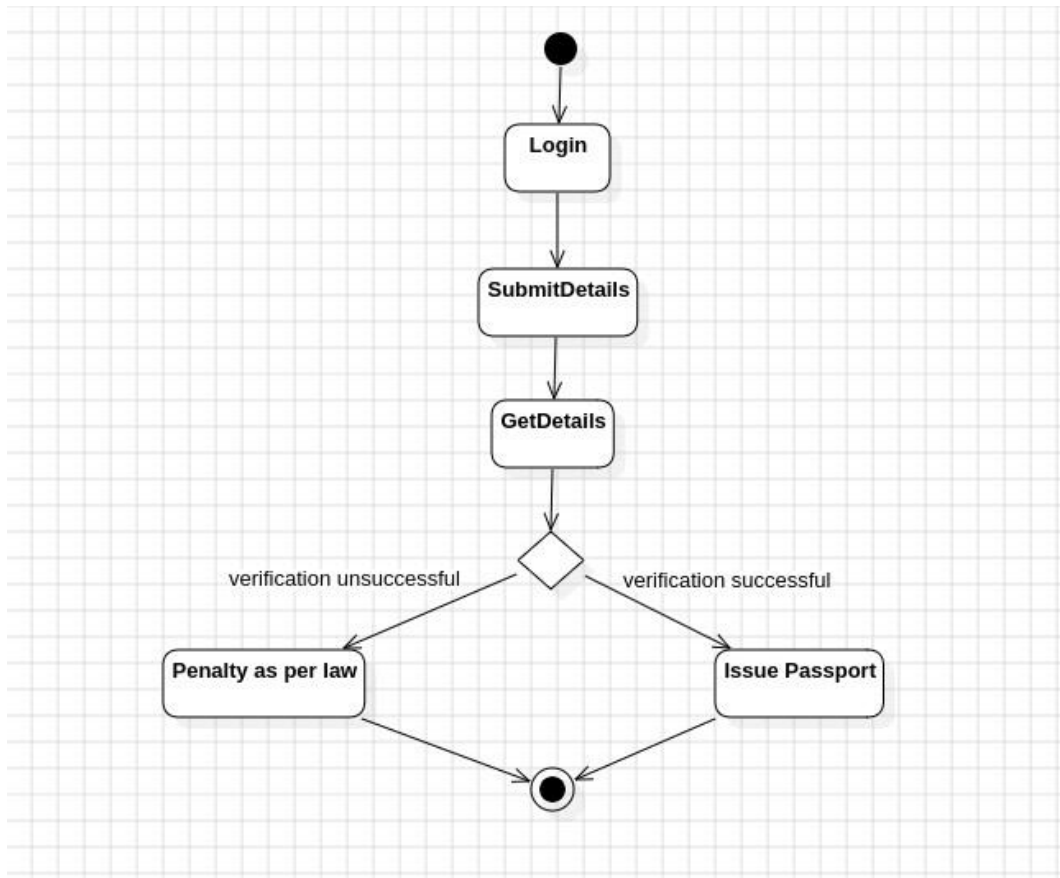 Login
SubmitDetails
GetDetails
verification unsuccessful
verification successful
Penalty as per law
Issue Passport